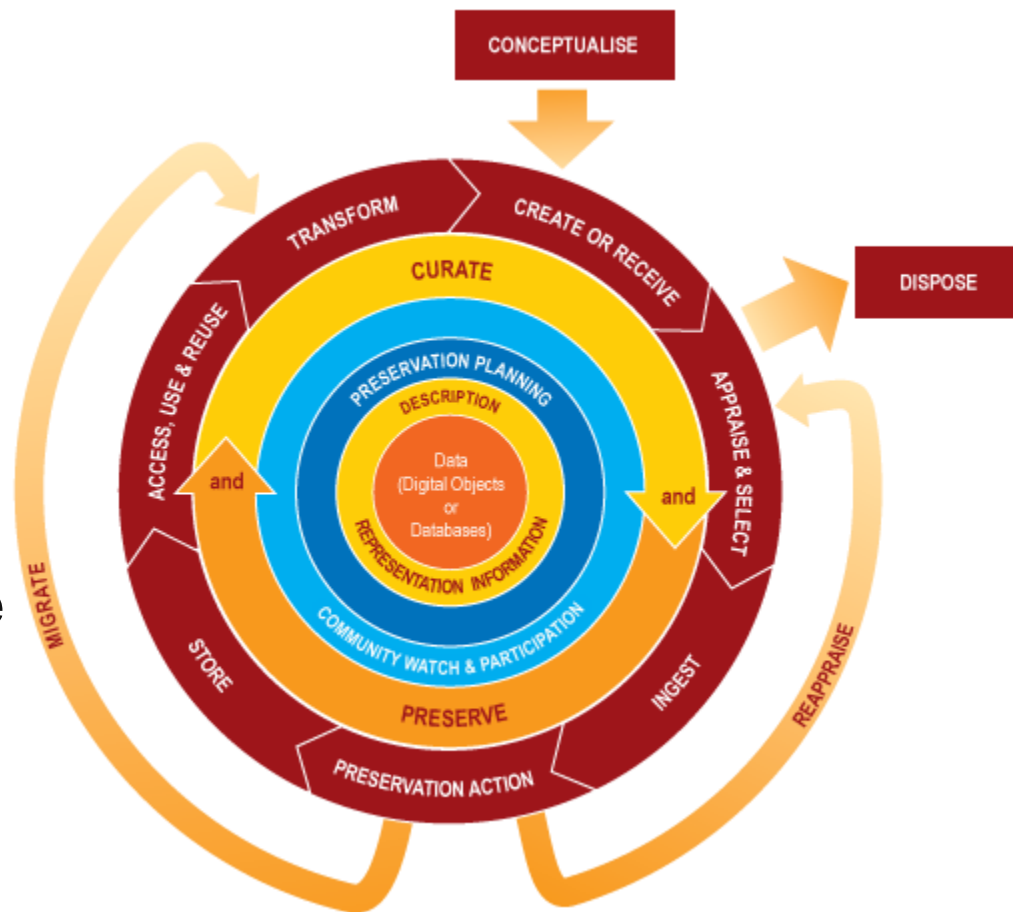 CONCEPTUALISE
TRANSFORM
CREATE OR RECEIVE
DISPOSE
CURATE
ACCESS, USE & REUSE
APPRAISE & SELECT
PRESERVATION PLANNING
DESCRIPTION
Data
(Digital Objects
or
Databases)
and
and
REPRESENTATION INFORMATION
COMMUNITY WATCH & PARTICIPATION
MIGRATE
e
STORE
INGEST
REAPPRAISE
PRESERVE
PRESERVATION ACTION